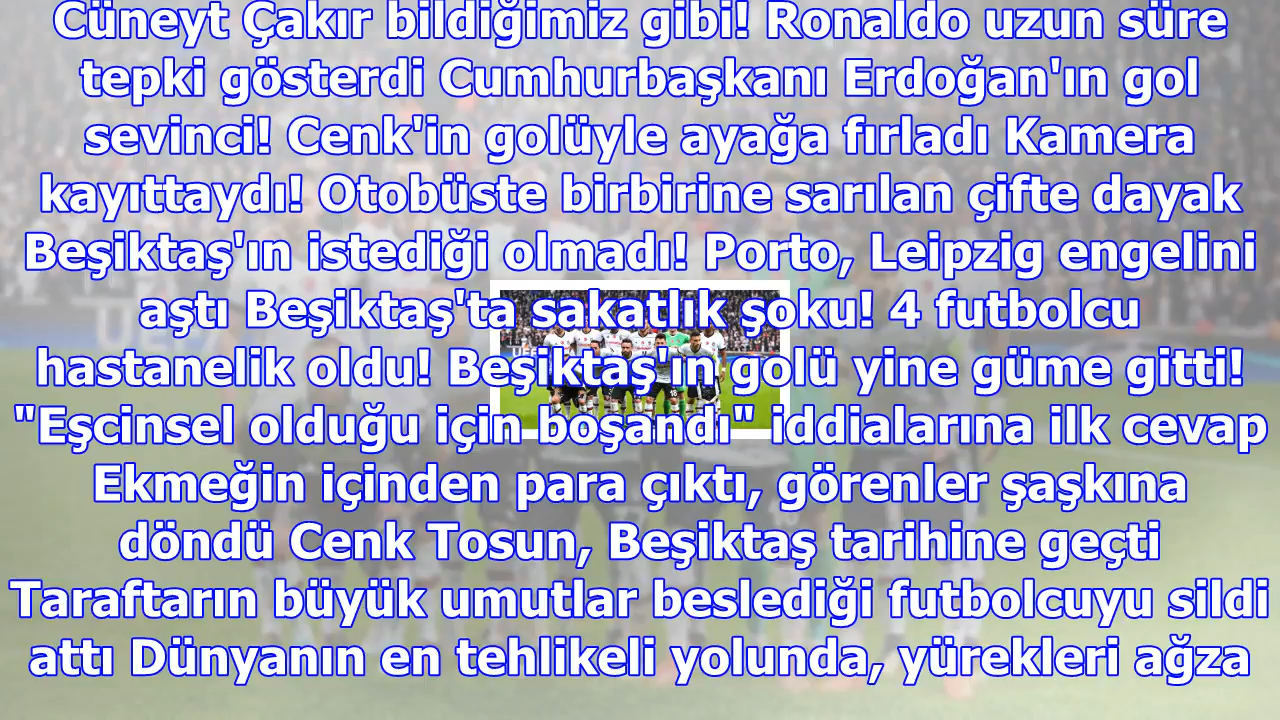 Cüneyt Çakır bildiğimiz gibi! Ronaldo uzun süre
tepki gösterdi Cumhurbaşkanı Erdoğan'ın gol
sevinci! Cenk'in golüyle ayağa fırladı Kamera
kayıttaydı! Otobüste birbirine sarılan çifte dayak
Beşiktaş'ın istediği olmadı! Porto, Leipzig engelini
aştı Beşiktaş'ta sakatlık şoku! 4 futbolcu
hastanelik oldu! Beşiktaş'ın golü yine güme gitti!
"Eşcinsel olduğu için boşandı" iddialarına ilk cevap
Ekmeğin içinden para çıktı, görenler şaşkına
döndü Cenk Tosun, Beşiktaş tarihine geçti
Taraftarın büyük umutlar beslediği futbolcuyu sildi
attı Dünyanın en tehlikeli yolunda, yürekleri ağza